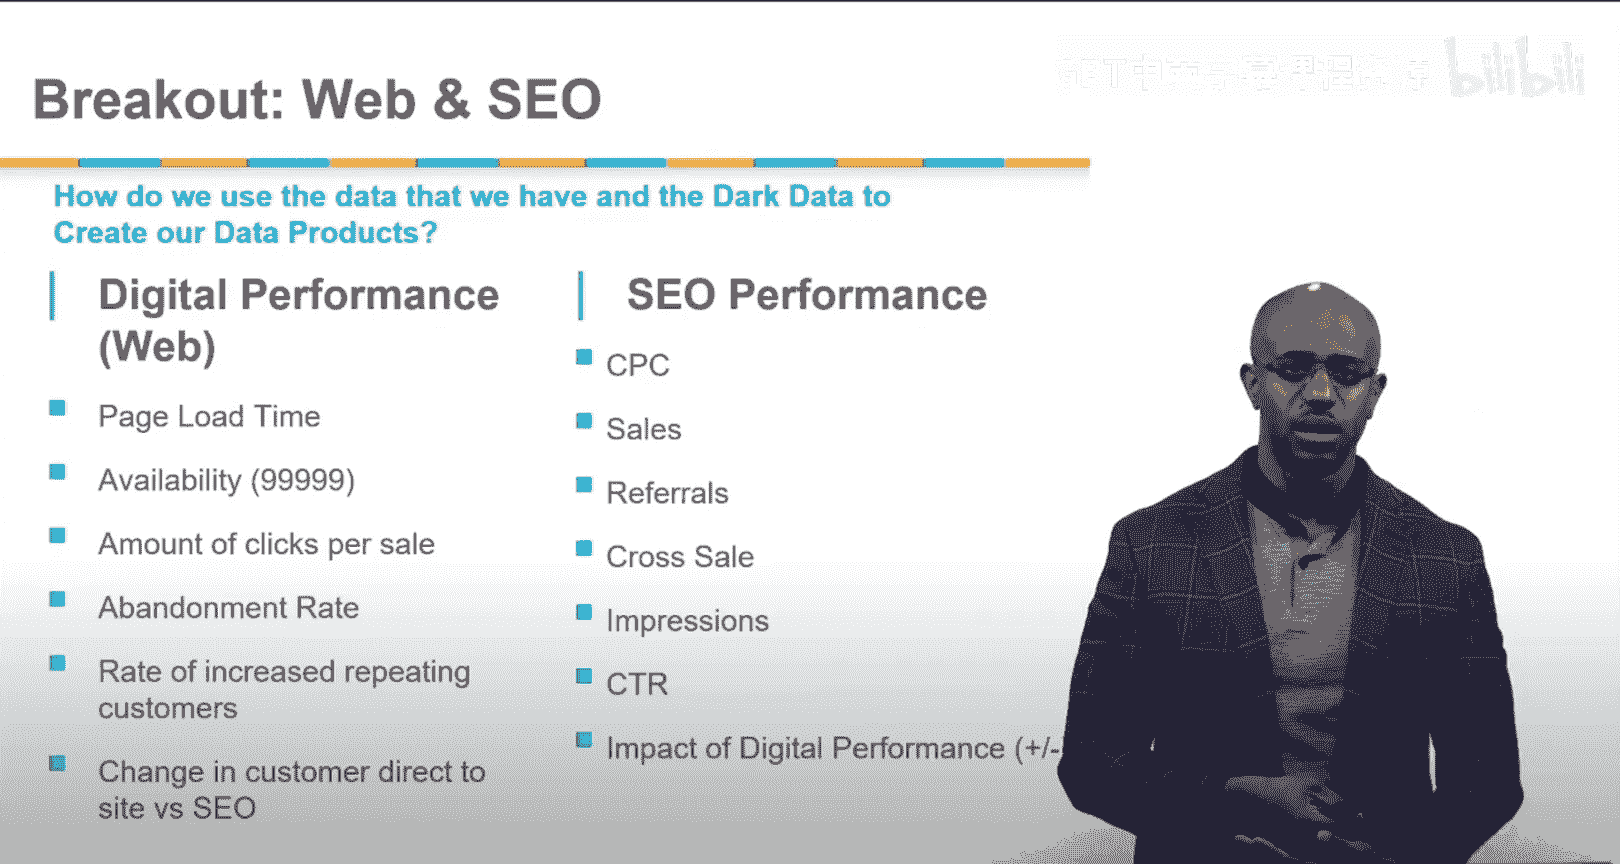 bilibili
Breakout: Web & SEO
How do we use the data that we have and the Dark Data to
Create our Data Products?
Digital Performance
(Web)
Page Load Time
Availability (99999)
Amount of clicks per sale
Abandonment Rate
Rate of increased repeating
customers
Change in customer direct to
site vs SEO
SEO Performance
CPC
Sales
Referrals
Cross Sale
Impressions
CTR
Impact of Digital Performance (+/-